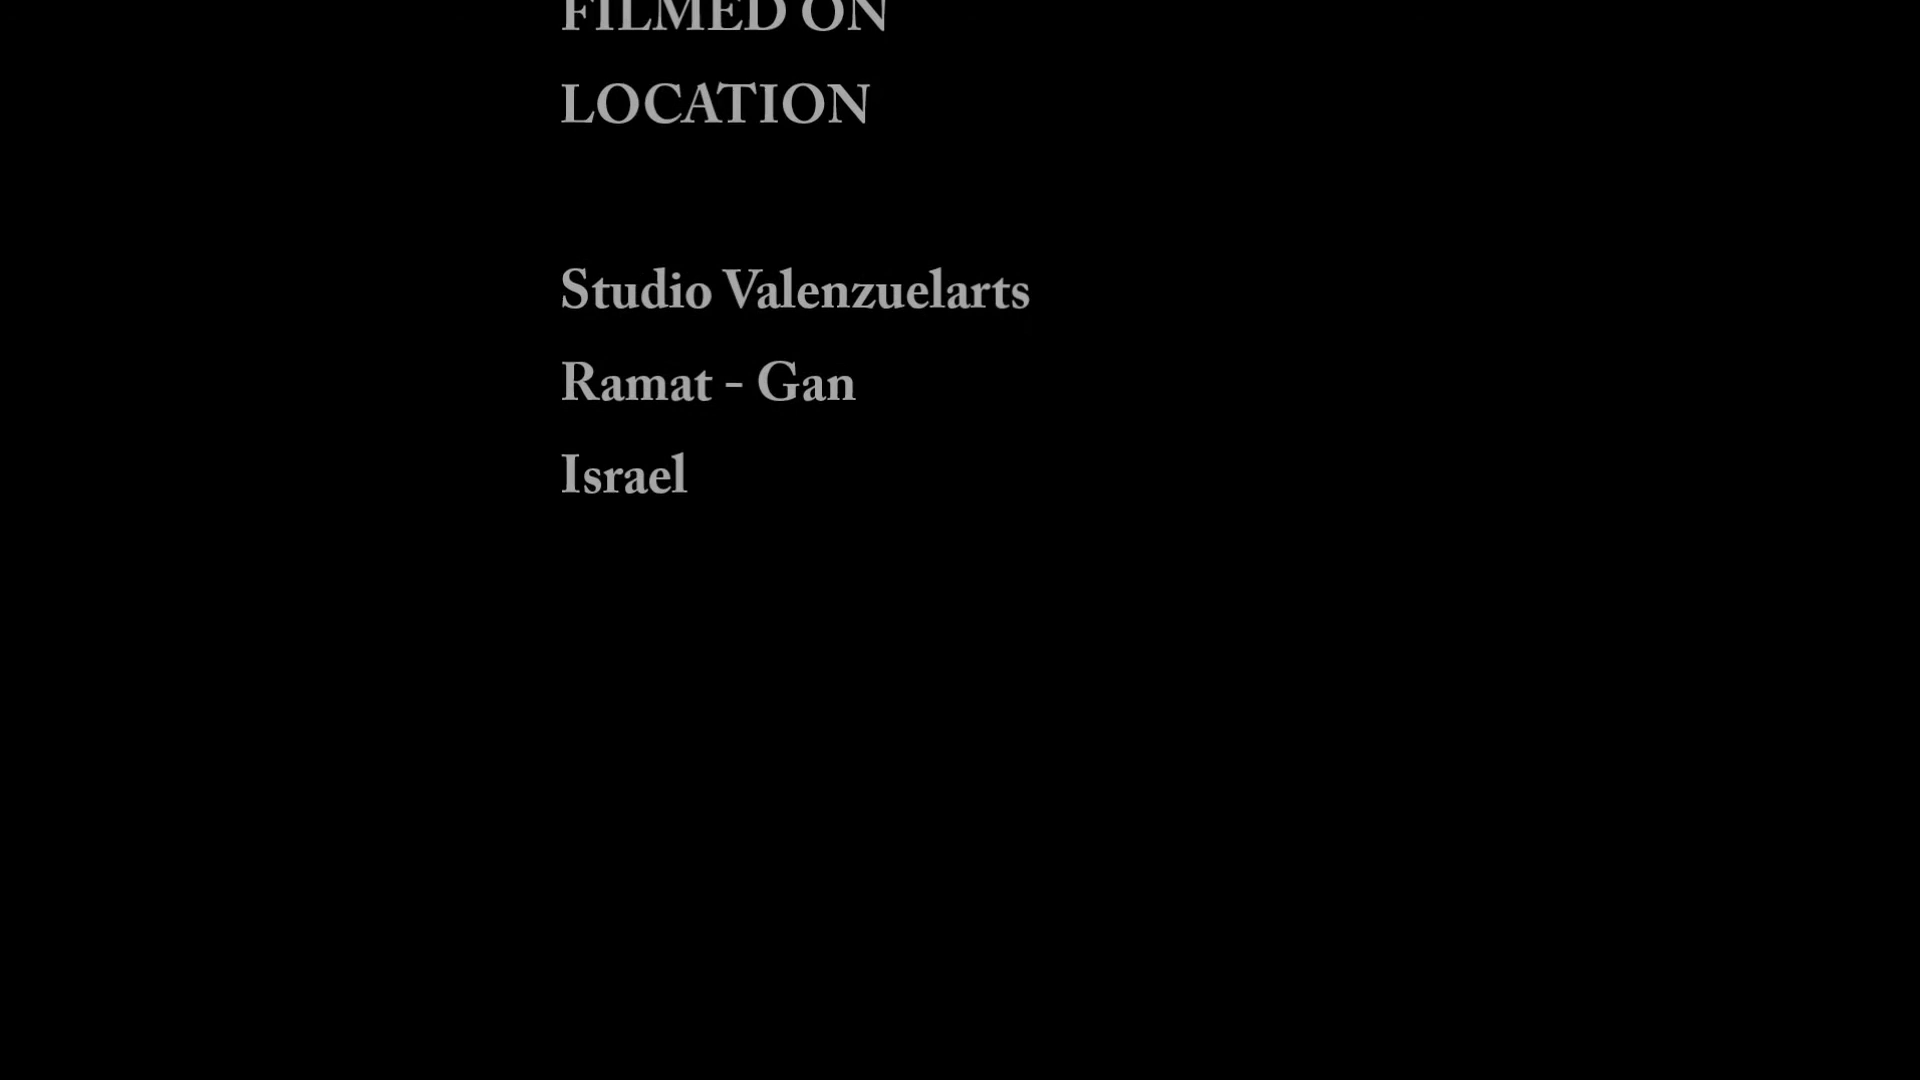 FILMED ON
LOCATION
Studio Valenzuelarts
Ramat - Gan
Israel